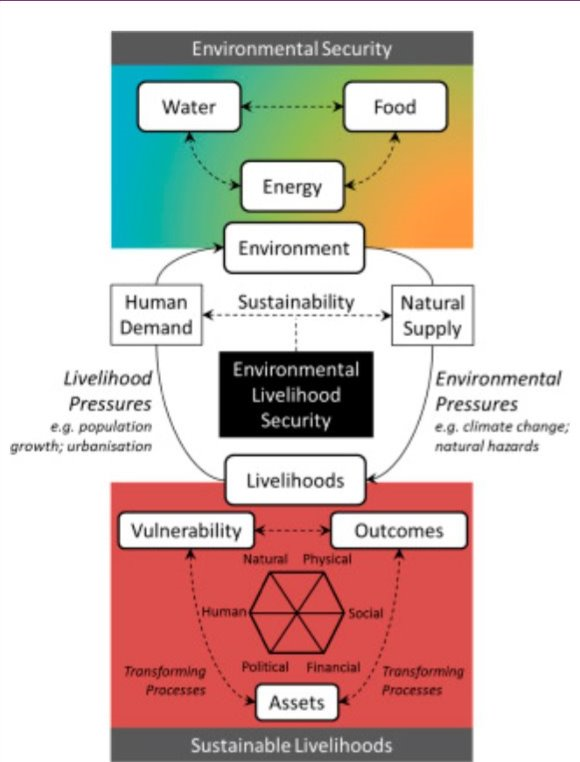 Environmental Security
Water
Food
Energy
Environment
Human
Demand
Sustainability
Natural
Supply
Environmental
Livelihood
Security
Livelihood
Pressures
e.g. population
growth; urbanisation
Environmental
Pressures
e.g. climate change;
natural hazards
Livelihoods
Vulnerability
Outcomes
Natural
Physical
Human
Social
Political
Financial
Transforming
Processes
Transforming
Processes
Assets
Sustainable Livelihoods